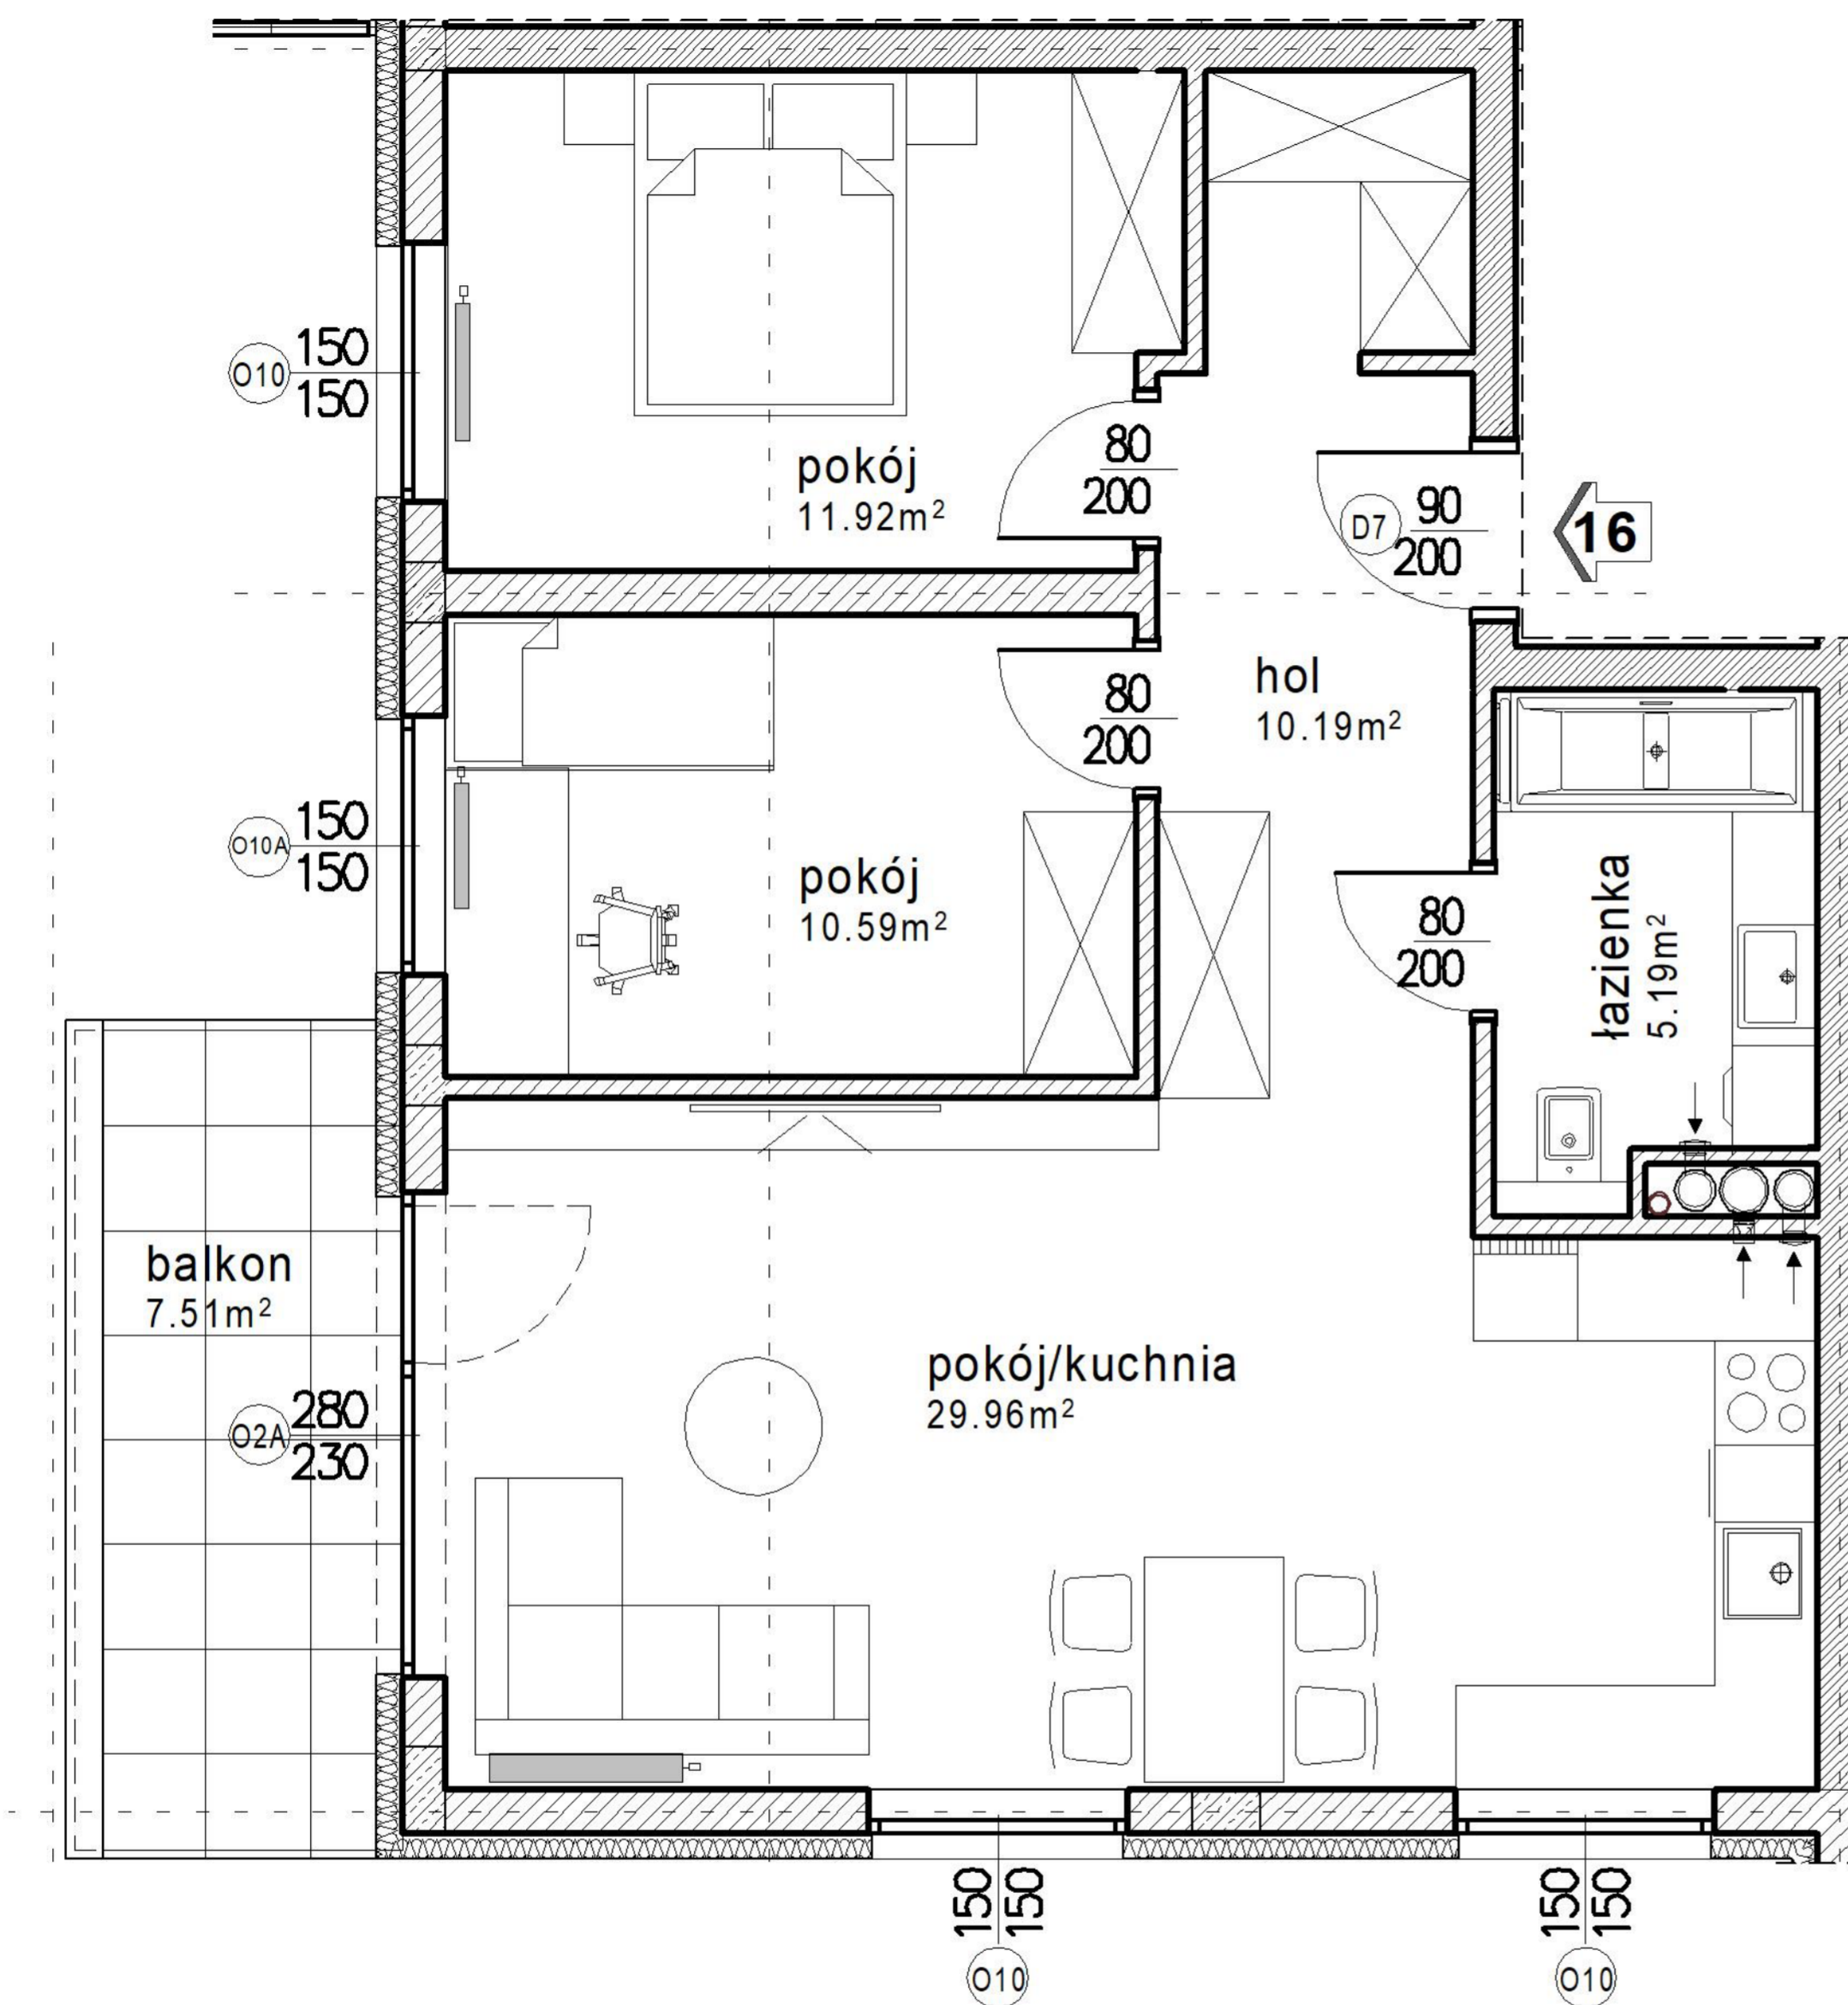 O10
150
150
pokój
11.92m²
80
200
D7
90
200
16
80
200
hol
10.19m²
O10A
150
150
pokój
10.59m²
80
200
łazienka
5.19m²
balkon
7.51m²
pokój/kuchnia
29.96m²
O2A
280
230
150
150
O10
150
150
O10